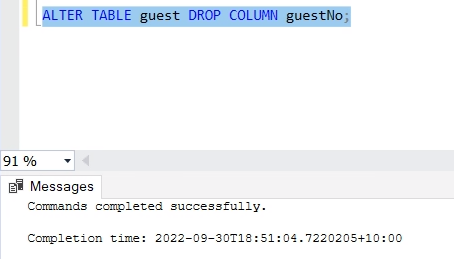 ALTER TABLE guest DROP COLUMN guestNo;
91 %
Messages
Commands completed successfully.
Completion time: 2022-09-30T18:51:04.7220205+10:00